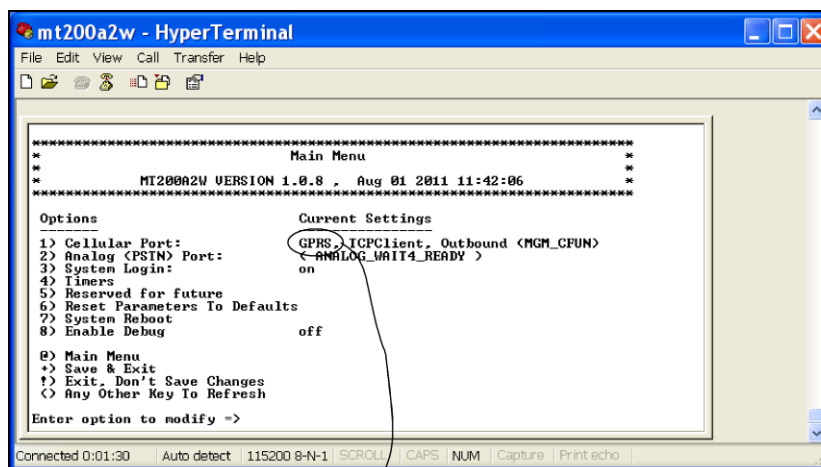 mt200a2w - HyperTerminal
File Edit View Call Transfer Help
********************************************************************************
* Main Menu *
* *
* MT200A2W VERSION 1.0.8 , Aug 01 2011 11:42:06 *
********************************************************************************
Options Current Settings
------- ----------------
1) Cellular Port: GPRS, TCPClient, Outbound (MGM_CFUN)
2) Analog (PSTN) Port: ( ANALOG_WAIT4_READY )
3) System Login: on
4) Timers
5) Reserved for future
6) Reset Parameters To Defaults
7) System Reboot
8) Enable Debug off
@) Main Menu
+) Save & Exit
!) Exit, Don't Save Changes
<> Any Other Key To Refresh
Enter option to modify =>
Connected 0:01:30 Auto detect 115200 8-N-1 SCROLL CAPS NUM Capture Print echo